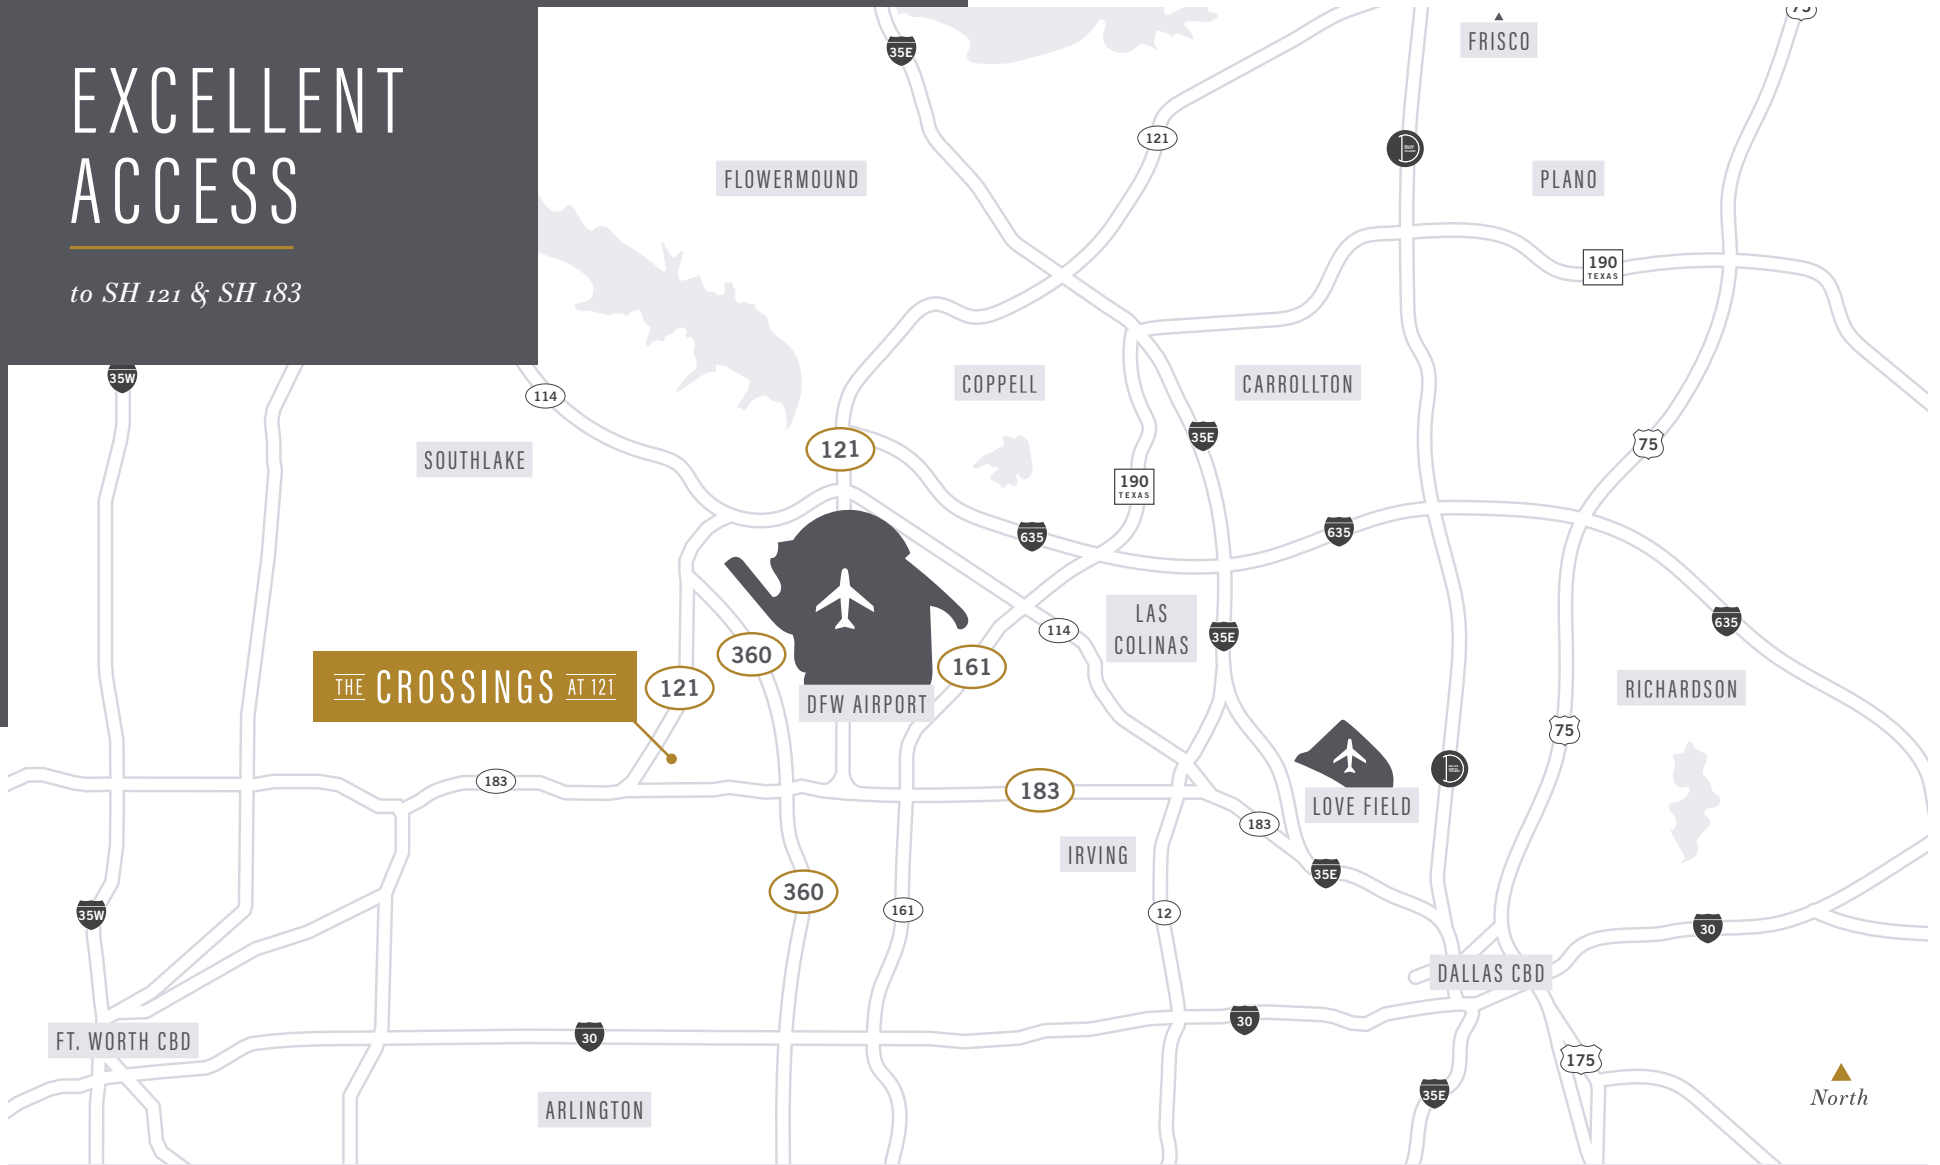 EXCELLENT
ACCESS
to SH 121 & SH 183
75
FRISCO
35E
121
FLOWERMOUND
PLANO
190
TEXAS
35W
114
COPPELL
CARROLLTON
35E
75
121
SOUTHLAKE
190
TEXAS
635
635
LAS
COLINAS
114
35E
635
360
161
THE CROSSINGS AT 121
121
DFW AIRPORT
RICHARDSON
75
183
183
LOVE FIELD
183
IRVING
35E
360
161
12
35W
30
DALLAS CBD
30
30
FT. WORTH CBD
175
35E
North
ARLINGTON